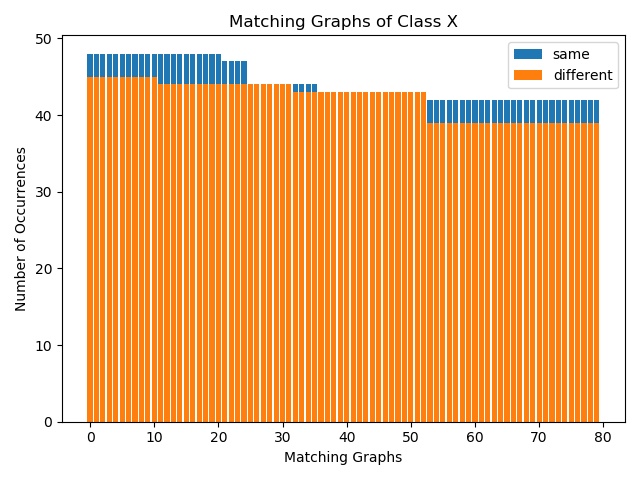 Matching Graphs of Class X
same
different
Number of Occurrences
50
40
30
20
10
0
0 10 20 30 40 50 60 70 80
Matching Graphs